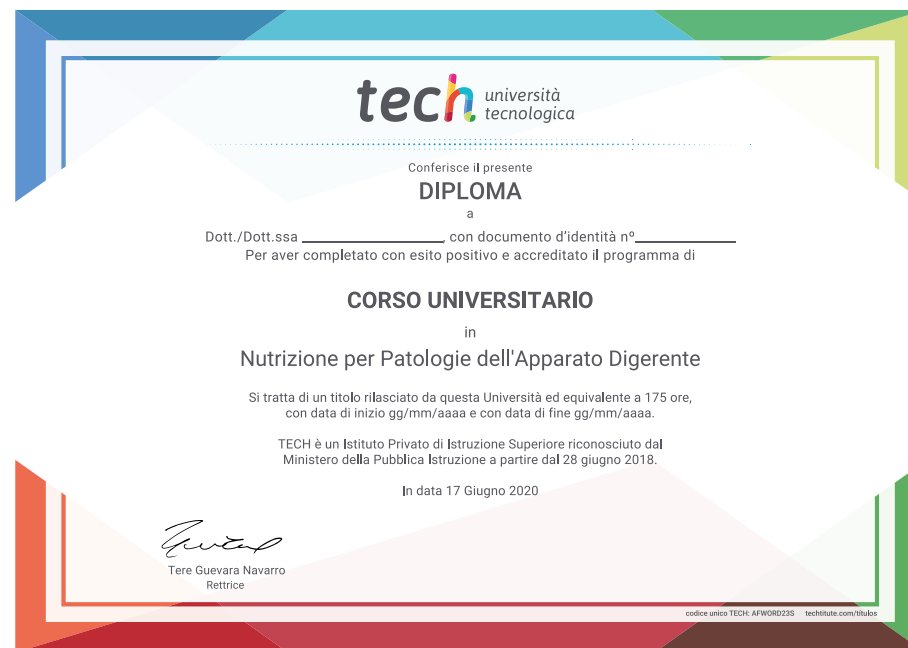 tech università
tecnologica
Conferisce il presente
DIPLOMA
a
Dott./Dott.ssa ________________, con documento d'identità nº____________
Per aver completato con esito positivo e accreditato il programma di
CORSO UNIVERSITARIO
in
Nutrizione per Patologie dell'Apparato Digerente
Si tratta di un titolo rilasciato da questa Università ed equivalente a 175 ore,
con data di inizio gg/mm/aaaa e con data di fine gg/mm/aaaa.
TECH è un Istituto Privato di Istruzione Superiore riconosciuto dal
Ministero della Pubblica Istruzione a partire dal 28 giugno 2018.
In data 17 Giugno 2020
Tere Guevara Navarro
Rettrice
codice unico TECH: AFWORD23S techtitute.com/títulos